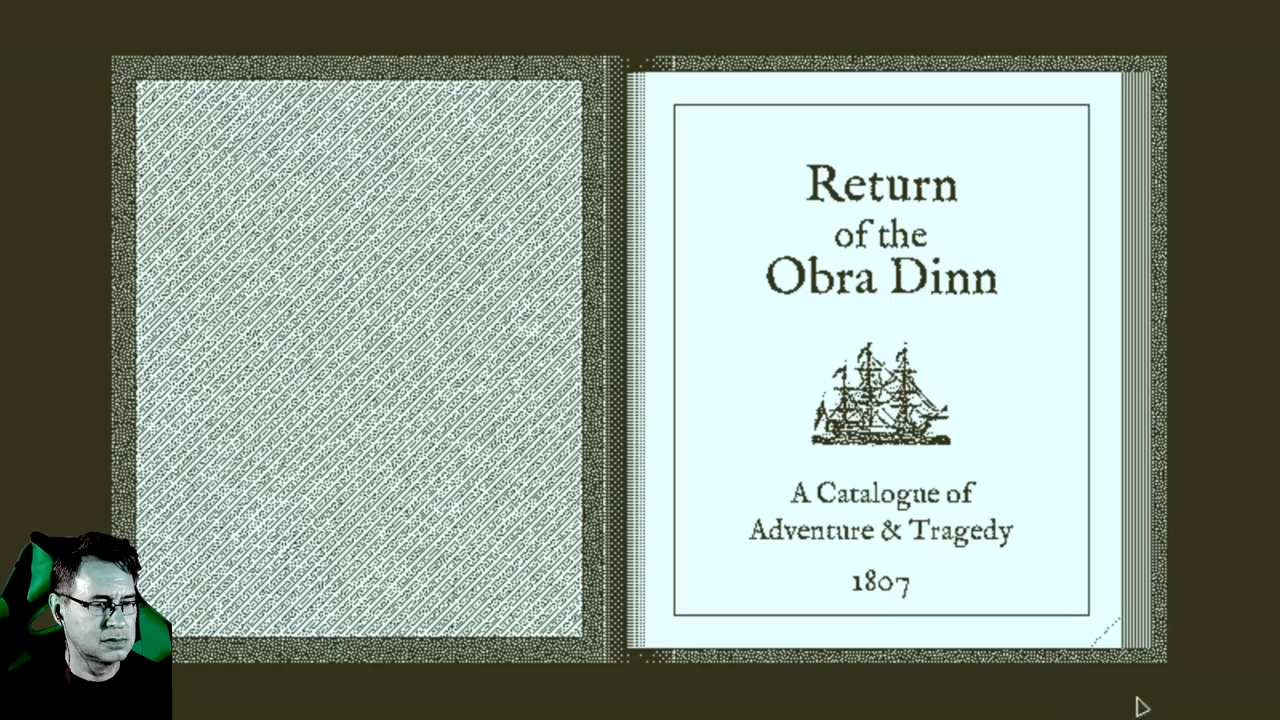 Return
of the
Obra Dinn
A Catalogue of
Adventure & Tragedy
1807